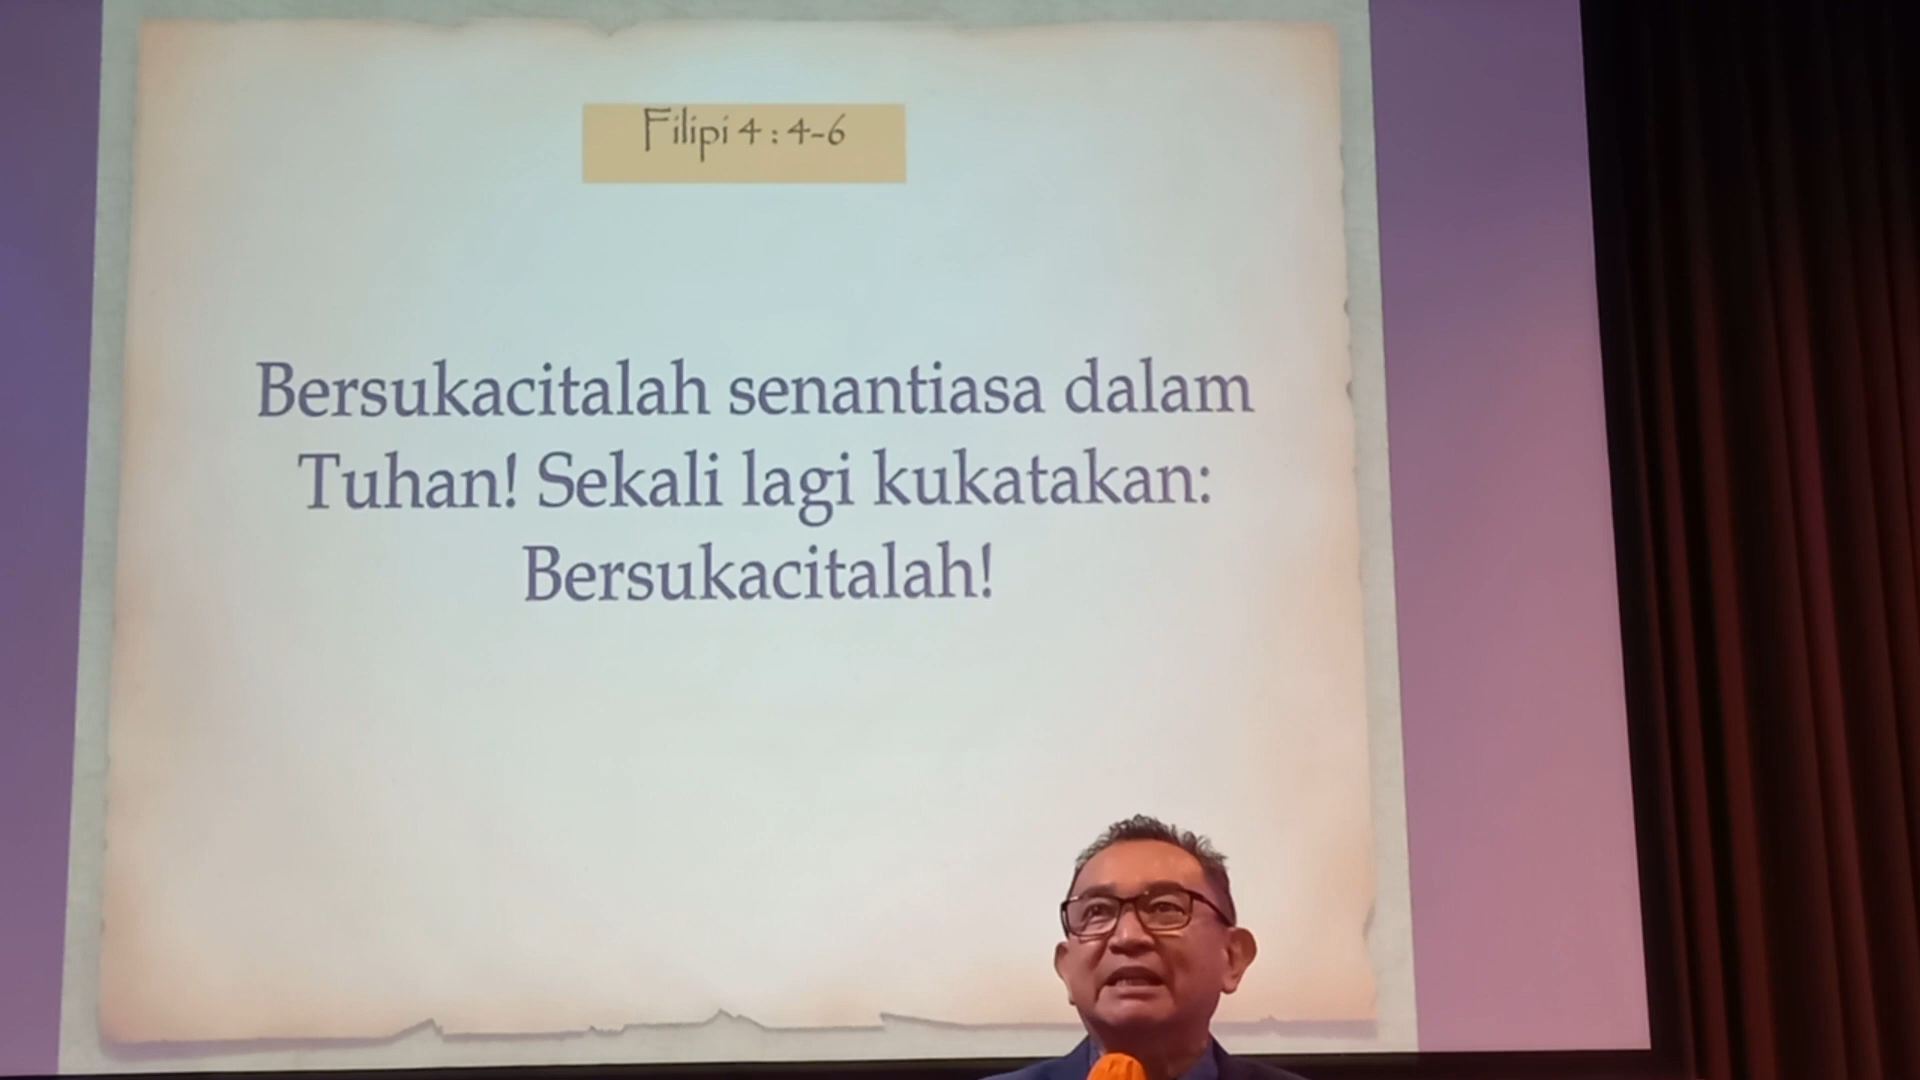 Filipi 4 : 4-6
Bersukacitalah senantiasa dalam
Tuhan! Sekali lagi kukatakan:
Bersukacitalah!